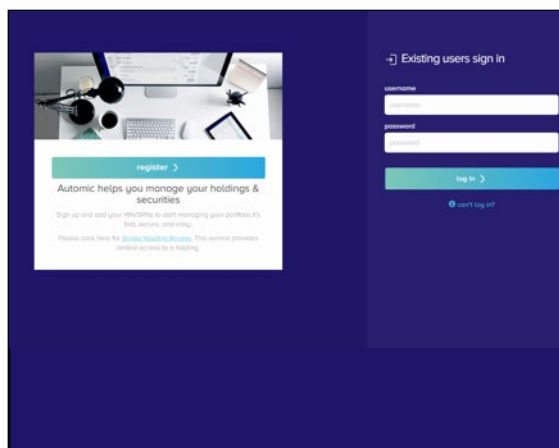 register
Automic helps you manage your holdings &
securities
Sign up and add your HIN/SRNs to start managing your portfolio. It's
fast, secure, and easy.
Please click here for Single Holding Access. This service provides
limited access to a holding.
Existing users sign in
username
username
password
password
log in
can't log in?